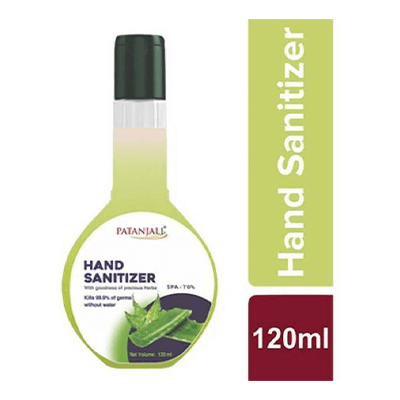 PATANJALI
HAND
SANITIZER
With goodness of precious Herbs
SPA - 70%
Kills 99.9% of germs
without water
Net Volume: 120 ml
Hand Sanitizer
120ml